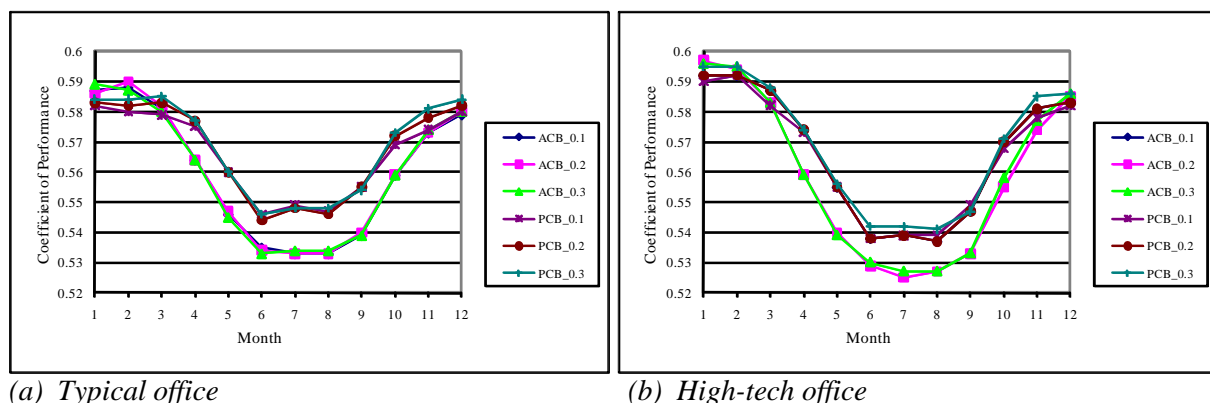 0.6
0.59
0.58
0.57
0.56
0.55
0.54
0.53
0.52
Coefficient of Performance
1 2 3 4 5 6 7 8 9 10 11 12
Month
ACB_0.1
ACB_0.2
ACB_0.3
PCB_0.1
PCB_0.2
PCB_0.3
(a) Typical office
0.6
0.59
0.58
0.57
0.56
0.55
0.54
0.53
0.52
Coefficient of Performance
1 2 3 4 5 6 7 8 9 10 11 12
Month
ACB_0.1
ACB_0.2
ACB_0.3
PCB_0.1
PCB_0.2
PCB_0.3
(b) High-tech office